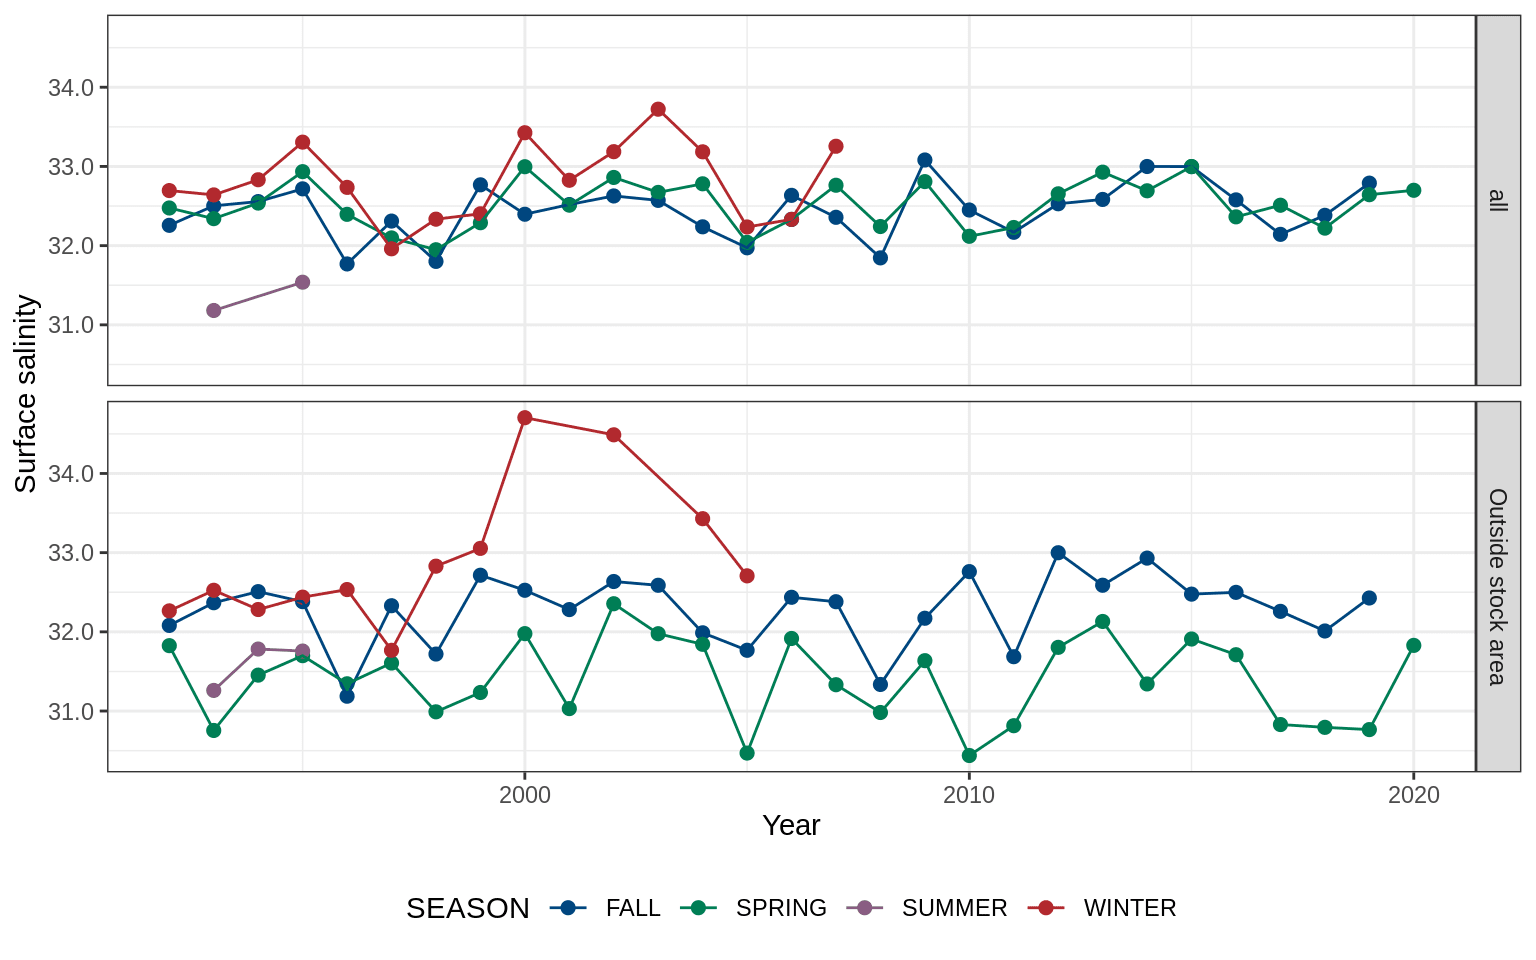 Surface salinity
34.0
33.0
32.0
31.0
all
34.0
33.0
32.0
31.0
Outside stock area
2000 2010 2020
Year
SEASON FALL SPRING SUMMER WINTER